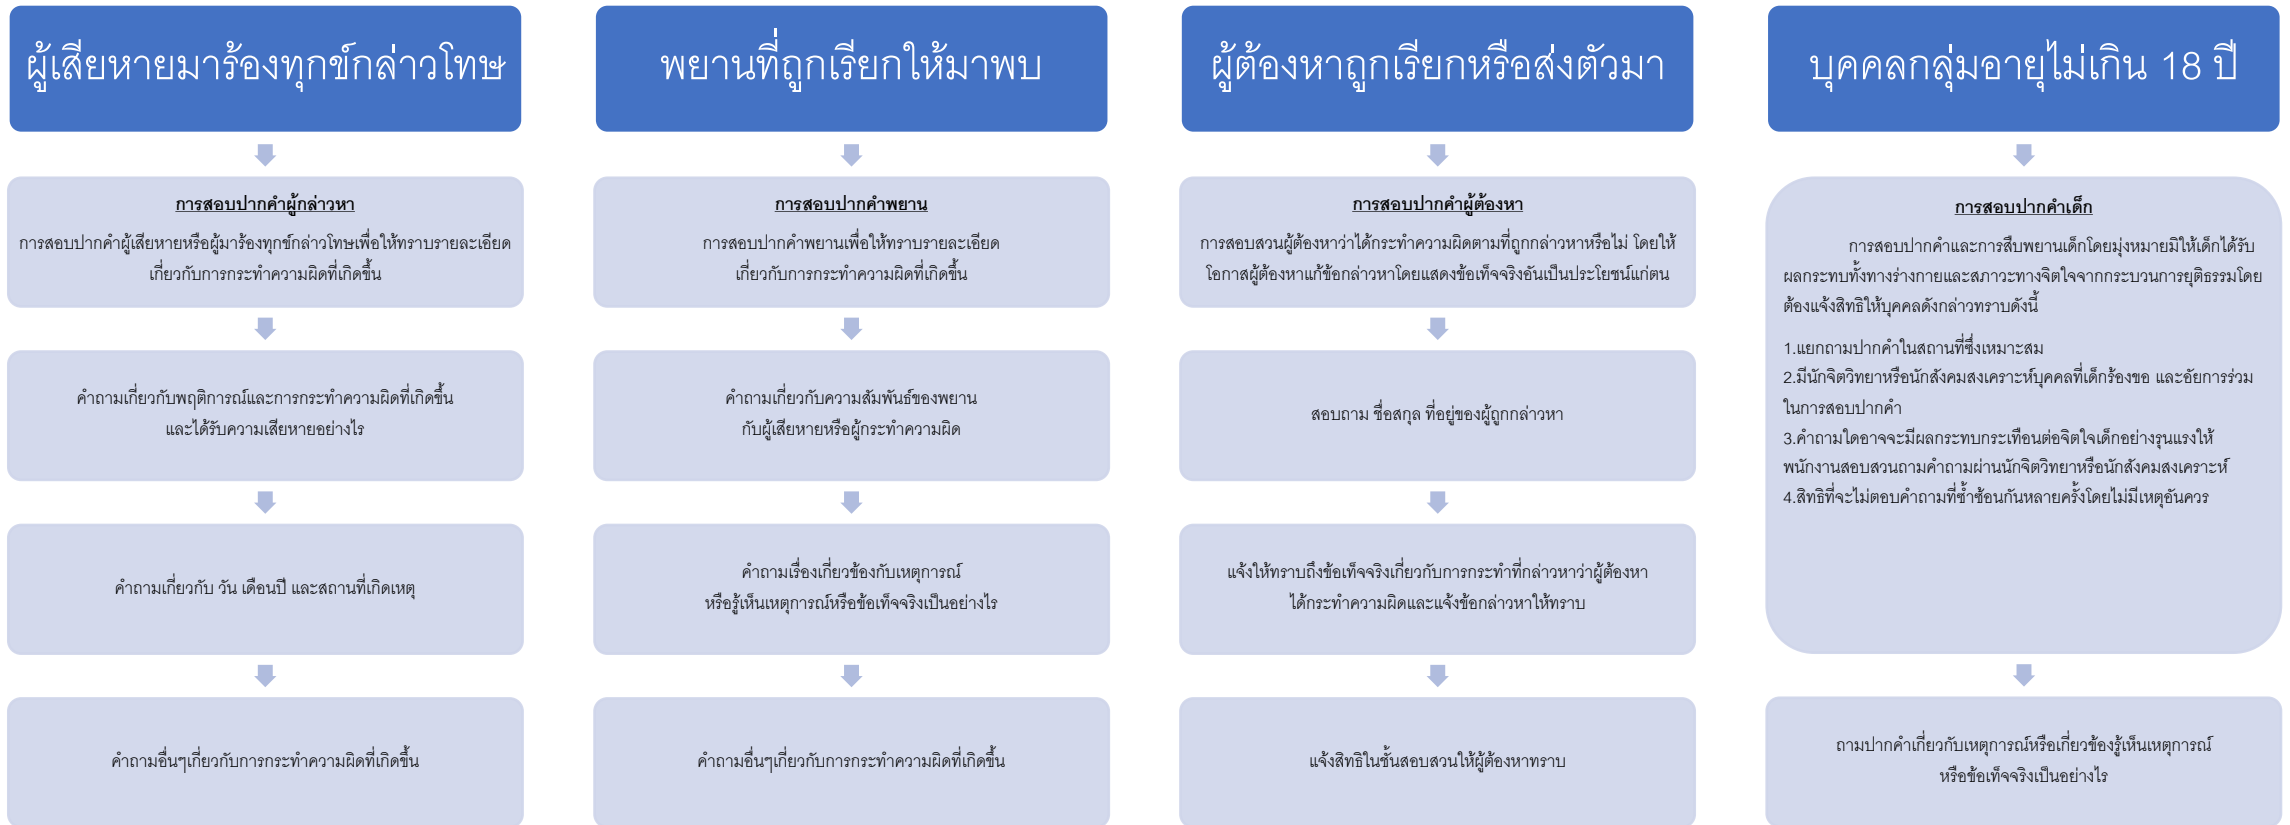 ผู้เสียหายมาร้องทุกข์กล่าวโทษ
การสอบปากคำผู้กล่าวหา
การสอบปากคำผู้เสียหายหรือผู้มาร้องทุกข์กล่าวโทษเพื่อให้ทราบรายละเอียด
เกี่ยวกับการกระทำความผิดที่เกิดขึ้น
คำถามเกี่ยวกับพฤติการณ์และการกระทำความผิดที่เกิดขึ้น
และได้รับความเสียหายอย่างไร
คำถามเกี่ยวกับ วัน เดือนปี และสถานที่เกิดเหตุ
คำถามอื่นๆเกี่ยวกับการกระทำความผิดที่เกิดขึ้น
พยานที่ถูกเรียกให้มาพบ
การสอบปากคำพยาน
การสอบปากคำพยานเพื่อให้ทราบรายละเอียด
เกี่ยวกับการกระทำความผิดที่เกิดขึ้น
คำถามเกี่ยวกับความสัมพันธ์ของพยาน
กับผู้เสียหายหรือผู้กระทำความผิด
คำถามเรื่องเกี่ยวข้องกับเหตุการณ์
หรือรู้เห็นเหตุการณ์หรือข้อเท็จจริงเป็นอย่างไร
คำถามอื่นๆเกี่ยวกับการกระทำความผิดที่เกิดขึ้น
ผู้ต้องหาถูกเรียกหรือส่งตัวมา
การสอบปากคำผู้ต้องหา
การสอบสวนผู้ต้องหาว่าได้กระทำความผิดตามที่ถูกกล่าวหาหรือไม่ โดยให้
โอกาสผู้ต้องหาแก้ข้อกล่าวหาโดยแสดงข้อเท็จจริงอันเป็นประโยชน์แก่ตน
สอบถาม ชื่อสกุล ที่อยู่ของผู้ถูกกล่าวหา
แจ้งให้ทราบถึงข้อเท็จจริงเกี่ยวกับการกระทำที่กล่าวหาว่าผู้ต้องหา
ได้กระทำความผิดและแจ้งข้อกล่าวหาให้ทราบ
แจ้งสิทธิในชั้นสอบสวนให้ผู้ต้องหาทราบ
บุคคลกลุ่มอายุไม่เกิน 18 ปี
การสอบปากคำเด็ก
การสอบปากคำและการสืบพยานเด็กโดยมุ่งหมายมิให้เด็กได้รับ
ผลกระทบทั้งทางร่างกายและสภาวะทางจิตใจจากกระบวนการยุติธรรมโดย
ต้องแจ้งสิทธิให้บุคคลดังกล่าวทราบดังนี้
1.แยกถามปากคำในสถานที่ซึ่งเหมาะสม
2.มีนักจิตวิทยาหรือนักสังคมสงเคราะห์บุคคลที่เด็กร้องขอ และอัยการร่วม
ในการสอบปากคำ
3.คำถามใดอาจจะมีผลกระทบกระเทือนต่อจิตใจเด็กอย่างรุนแรงให้
พนักงานสอบสวนถามคำถามผ่านนักจิตวิทยาหรือนักสังคมสงเคราะห์
4.สิทธิที่จะไม่ตอบคำถามที่ซ้ำซ้อนกันหลายครั้งโดยไม่มีเหตุอันควร
ถามปากคำเกี่ยวกับเหตุการณ์หรือเกี่ยวข้องรู้เห็นเหตุการณ์
หรือข้อเท็จจริงเป็นอย่างไร